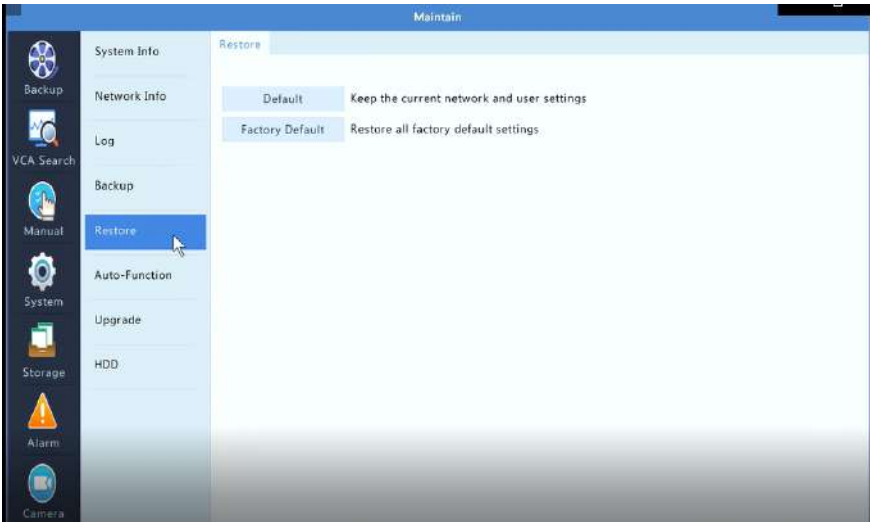 Maintain
Backup
VCA Search
Manual
System
Storage
Alarm
Camera
System Info
Network Info
Log
Backup
Restore
Auto-Function
Upgrade
HDD
Restore
Default Keep the current network and user settings
Factory Default Restore all factory default settings